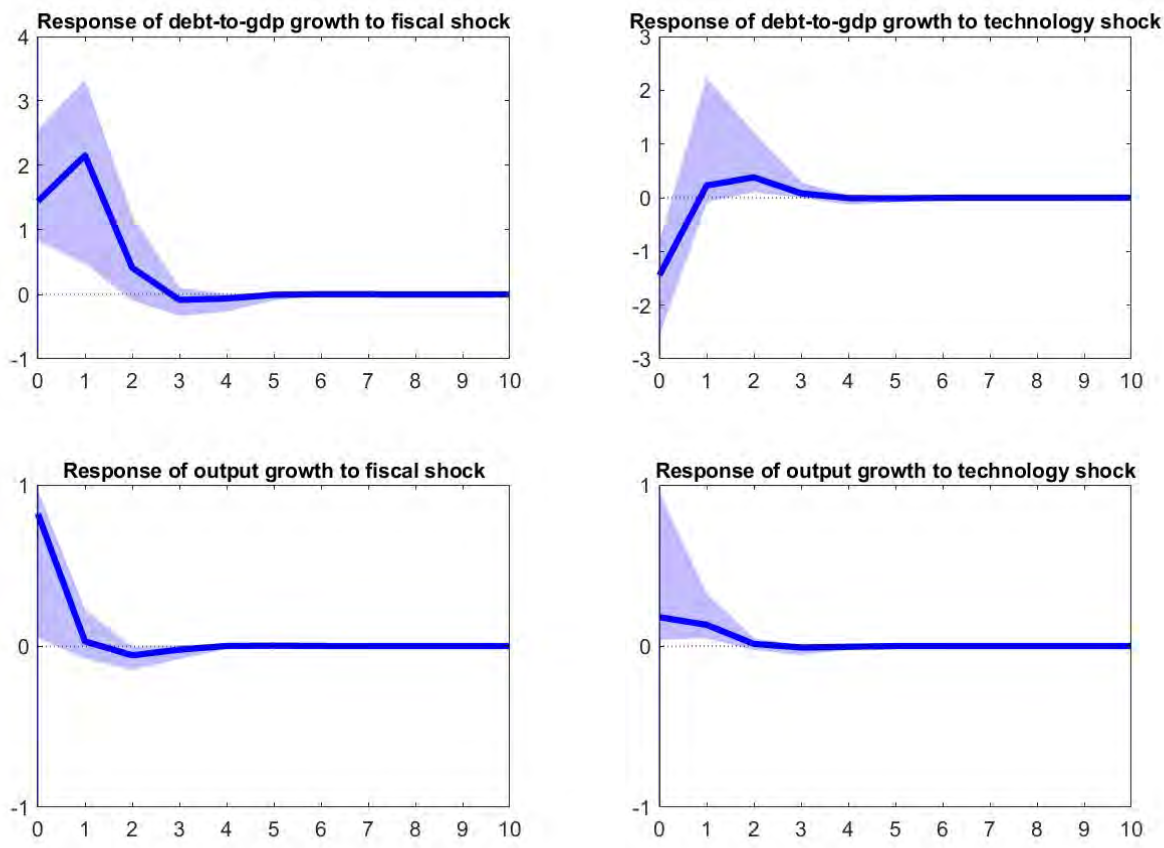 Response of debt-to-gdp growth to fiscal shock
4
3
2
1
0
-1
0 1 2 3 4 5 6 7 8 9 10
Response of debt-to-gdp growth to technology shock
3
2
1
0
-1
-2
-3
0 1 2 3 4 5 6 7 8 9 10
Response of output growth to fiscal shock
1
0
-1
0 1 2 3 4 5 6 7 8 9 10
Response of output growth to technology shock
1
0
-1
0 1 2 3 4 5 6 7 8 9 10